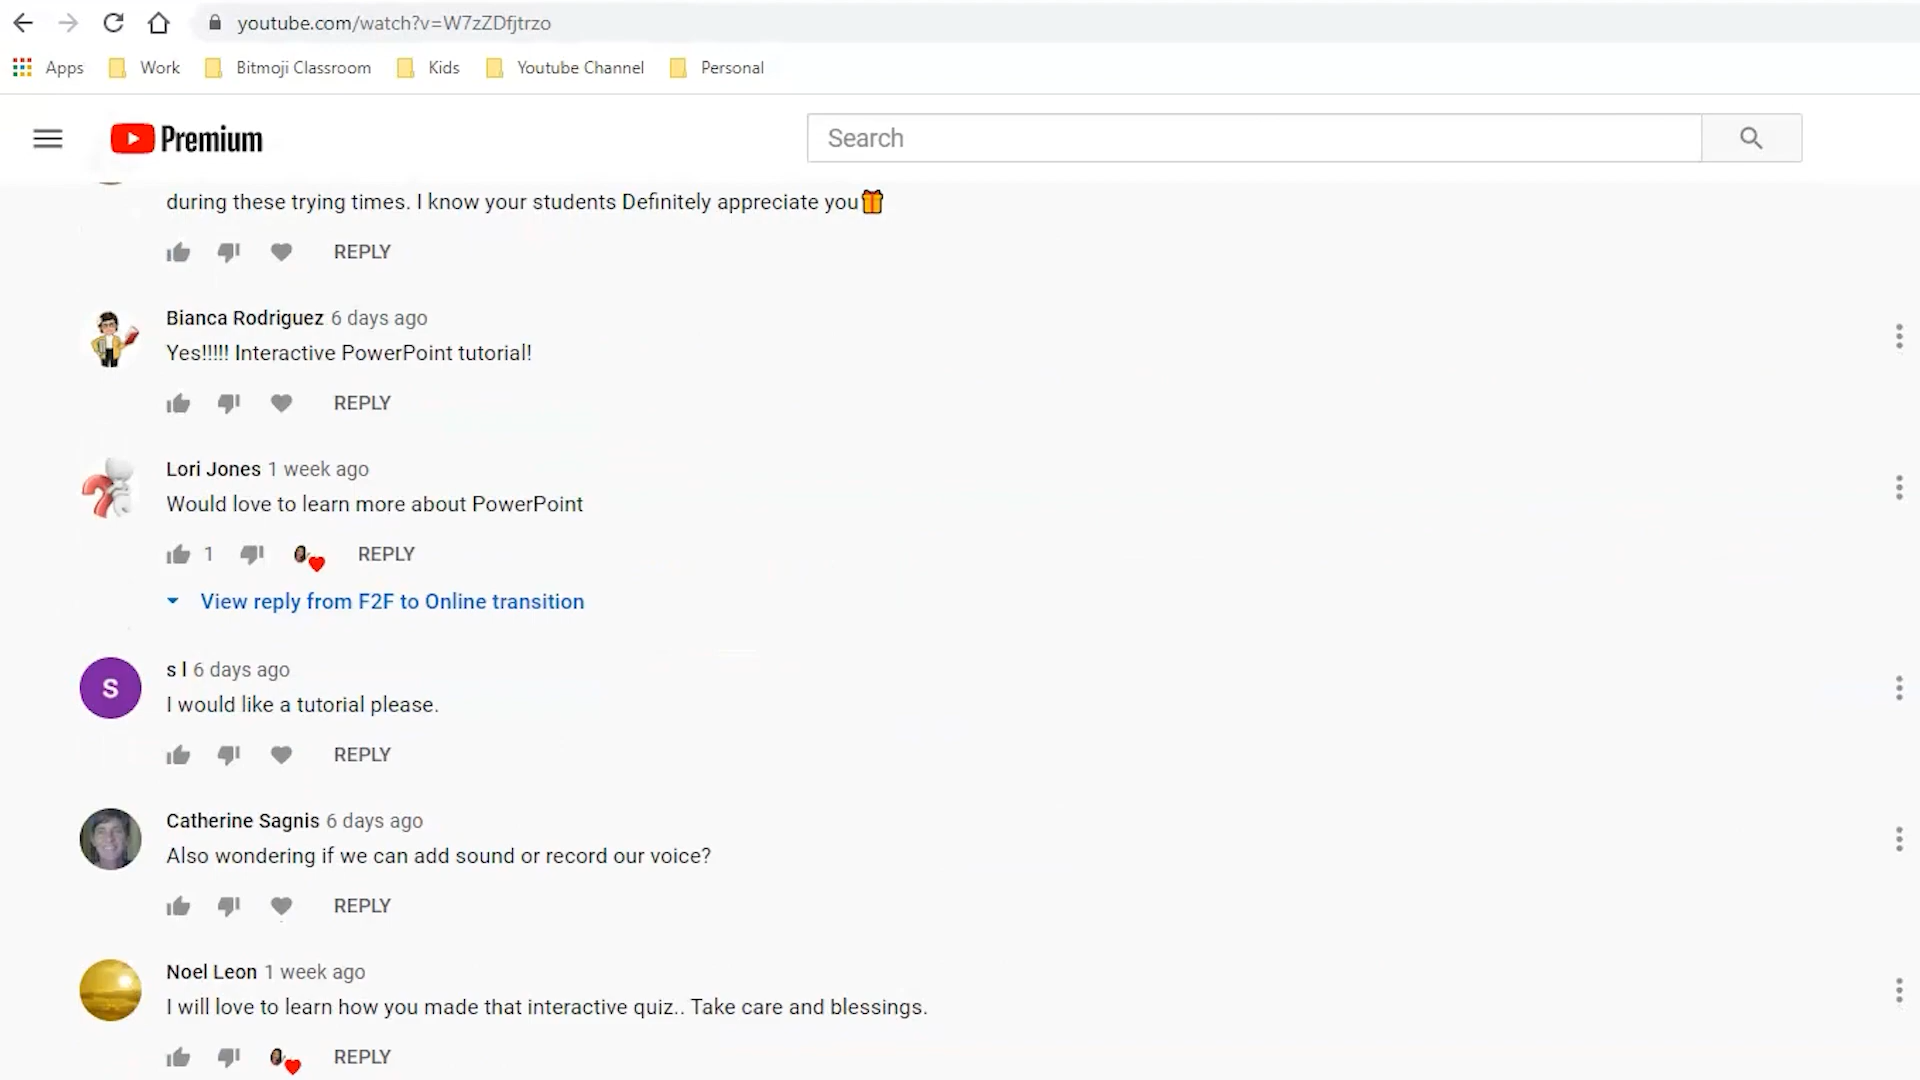 youtube.com/watch?v=W7zZDfjtrzo
Apps Work Bitmoji Classroom Kids Youtube Channel Personal
Premium
Search
during these trying times. I know your students Definitely appreciate you🎁
REPLY
Bianca Rodriguez 6 days ago
Yes!!!!! Interactive PowerPoint tutorial!
REPLY
Lori Jones 1 week ago
Would love to learn more about PowerPoint
1 REPLY
View reply from F2F to Online transition
S
s l 6 days ago
I would like a tutorial please.
REPLY
Catherine Sagnis 6 days ago
Also wondering if we can add sound or record our voice?
REPLY
Noel Leon 1 week ago
I will love to learn how you made that interactive quiz.. Take care and blessings.
REPLY